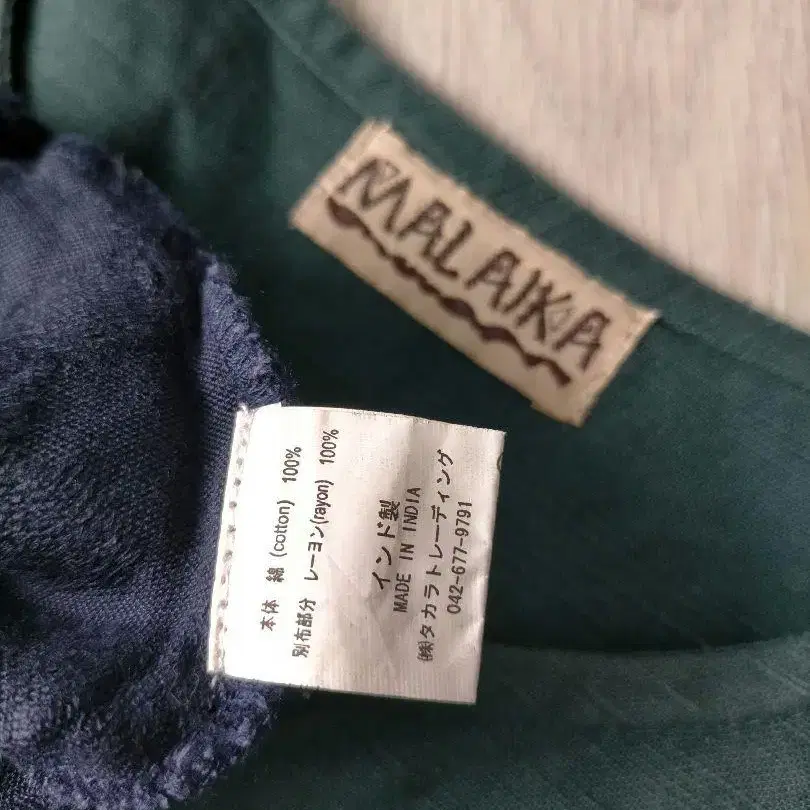 MALAIKA
本体 綿 (cotton) 100%
別布部分 レーヨン(rayon) 100%
インド製
MADE IN INDIA
㈱タカラトレーディング
042-677-9791